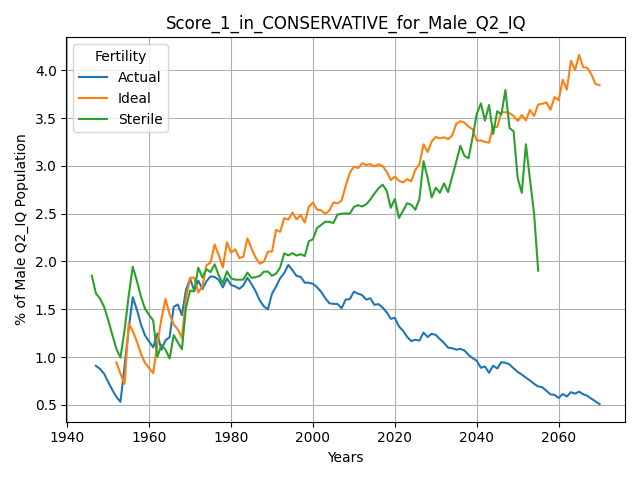 Score_1_in_CONSERVATIVE_for_Male_Q2_IQ
Fertility
Actual
Ideal
Sterile
% of Male Q2_IQ Population
4.0
3.5
3.0
2.5
2.0
1.5
1.0
0.5
1940 1960 1980 2000 2020 2040 2060
Years